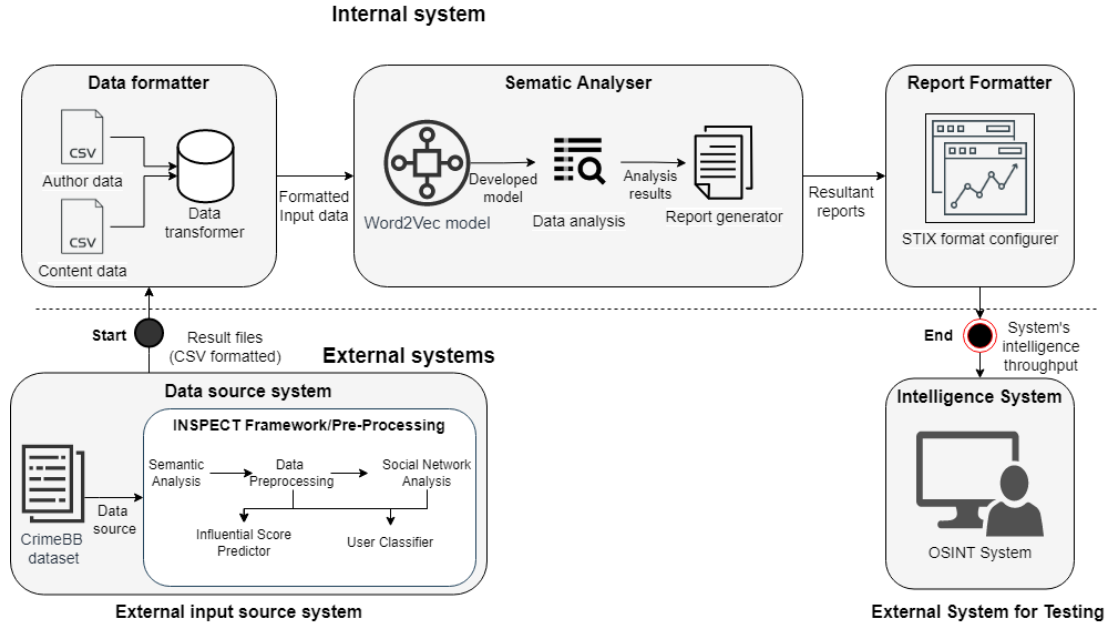 Internal system
Data formatter
CSV
Author data
CSV
Content data
Data
transformer
Formatted
Input data
Sematic Analyser
Word2Vec model
Developed
model
Data analysis
Analysis
results
Report generator
Resultant
reports
Report Formatter
STIX format configurer
Start
Result files
(CSV formatted)
External systems
End
System's
intelligence
throughput
Data source system
CrimeBB
dataset
Data
source
INSPECT Framework/Pre-Processing
Semantic
Analysis
Data
Preprocessing
Social Network
Analysis
Influential Score
Predictor
User Classifier
External input source system
Intelligence System
OSINT System
External System for Testing